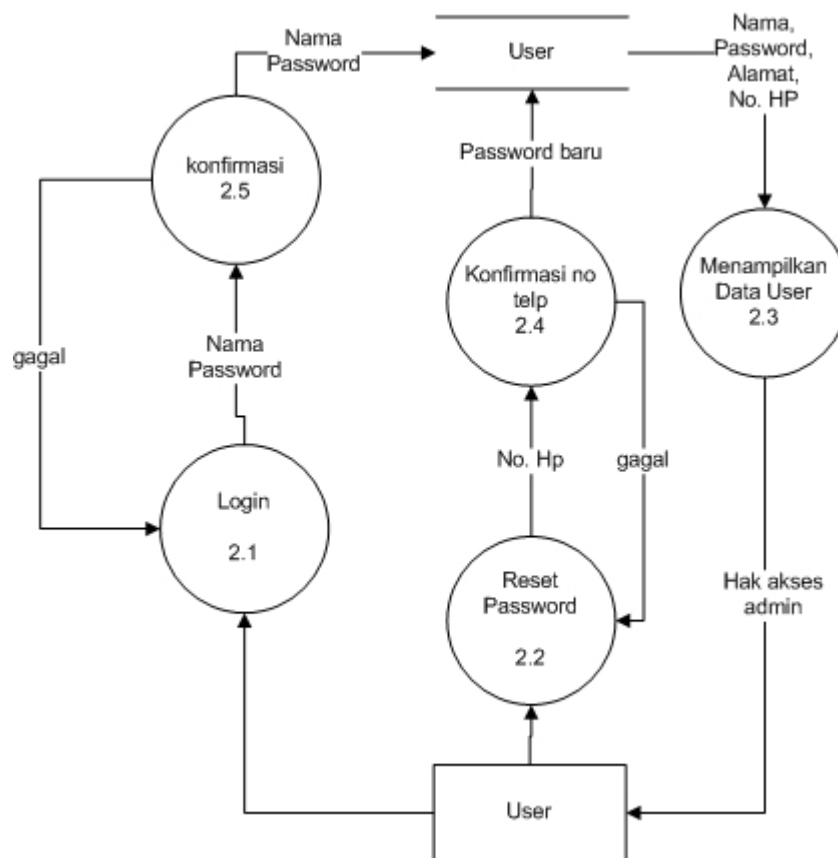 Nama
Password
User
Nama,
Password,
Alamat,
No. HP
konfirmasi
2.5
Password baru
Konfirmasi no
telp
2.4
Menampilkan
Data User
2.3
gagal
Nama
Password
No. Hp
gagal
Login
2.1
Reset
Password
2.2
Hak akses
admin
User